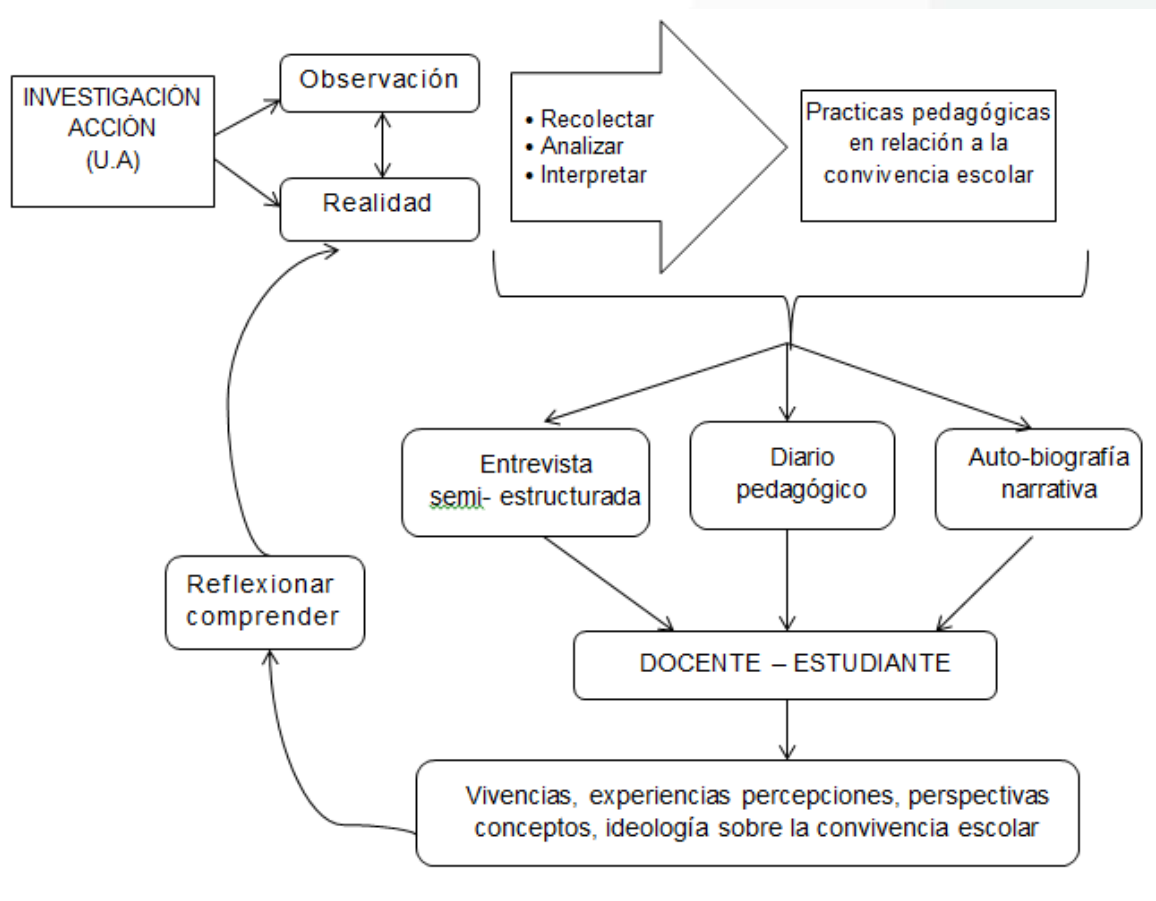 INVESTIGACIÓN
ACCIÓN
(U.A)
Observación
Realidad
• Recolectar
• Analizar
• Interpretar
Practicas pedagógicas
en relación a la
convivencia escolar
Entrevista
semi- estructurada
Diario
pedagógico
Auto-biografía
narrativa
Reflexionar
comprender
DOCENTE – ESTUDIANTE
Vivencias, experiencias percepciones, perspectivas
conceptos, ideología sobre la convivencia escolar